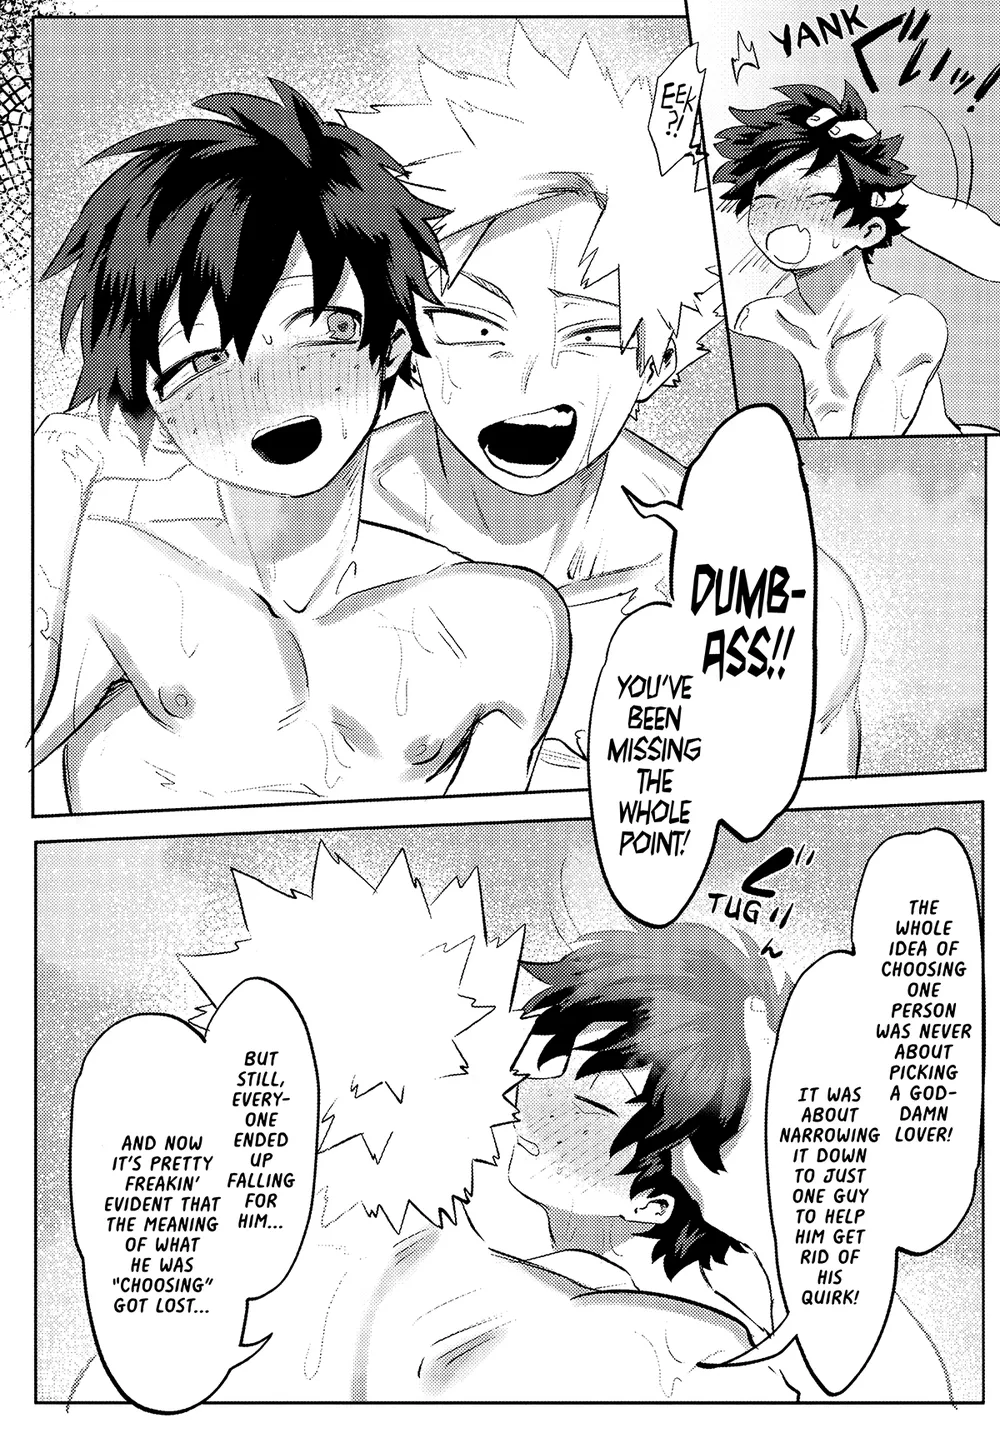 YANK
ぐいッ!
EEK
?!
DUMB-
ASS!!
YOU'VE
BEEN
MISSING
THE
WHOLE
POINT!
TUG
THE
WHOLE
IDEA OF
CHOOSING
ONE
PERSON
WAS NEVER
ABOUT
PICKING
A GOD-
DAMN
LOVER!
IT WAS
ABOUT
NARROWING
IT DOWN
TO JUST
ONE GUY
TO HELP
HIM GET
RID OF
HIS
QUIRK!
BUT
STILL,
EVERY-
ONE
ENDED
UP
FALLING
FOR
HIM...
AND NOW
IT'S PRETTY
FREAKIN'
EVIDENT THAT
THE MEANING
OF WHAT
HE WAS
"CHOOSING"
GOT LOST...